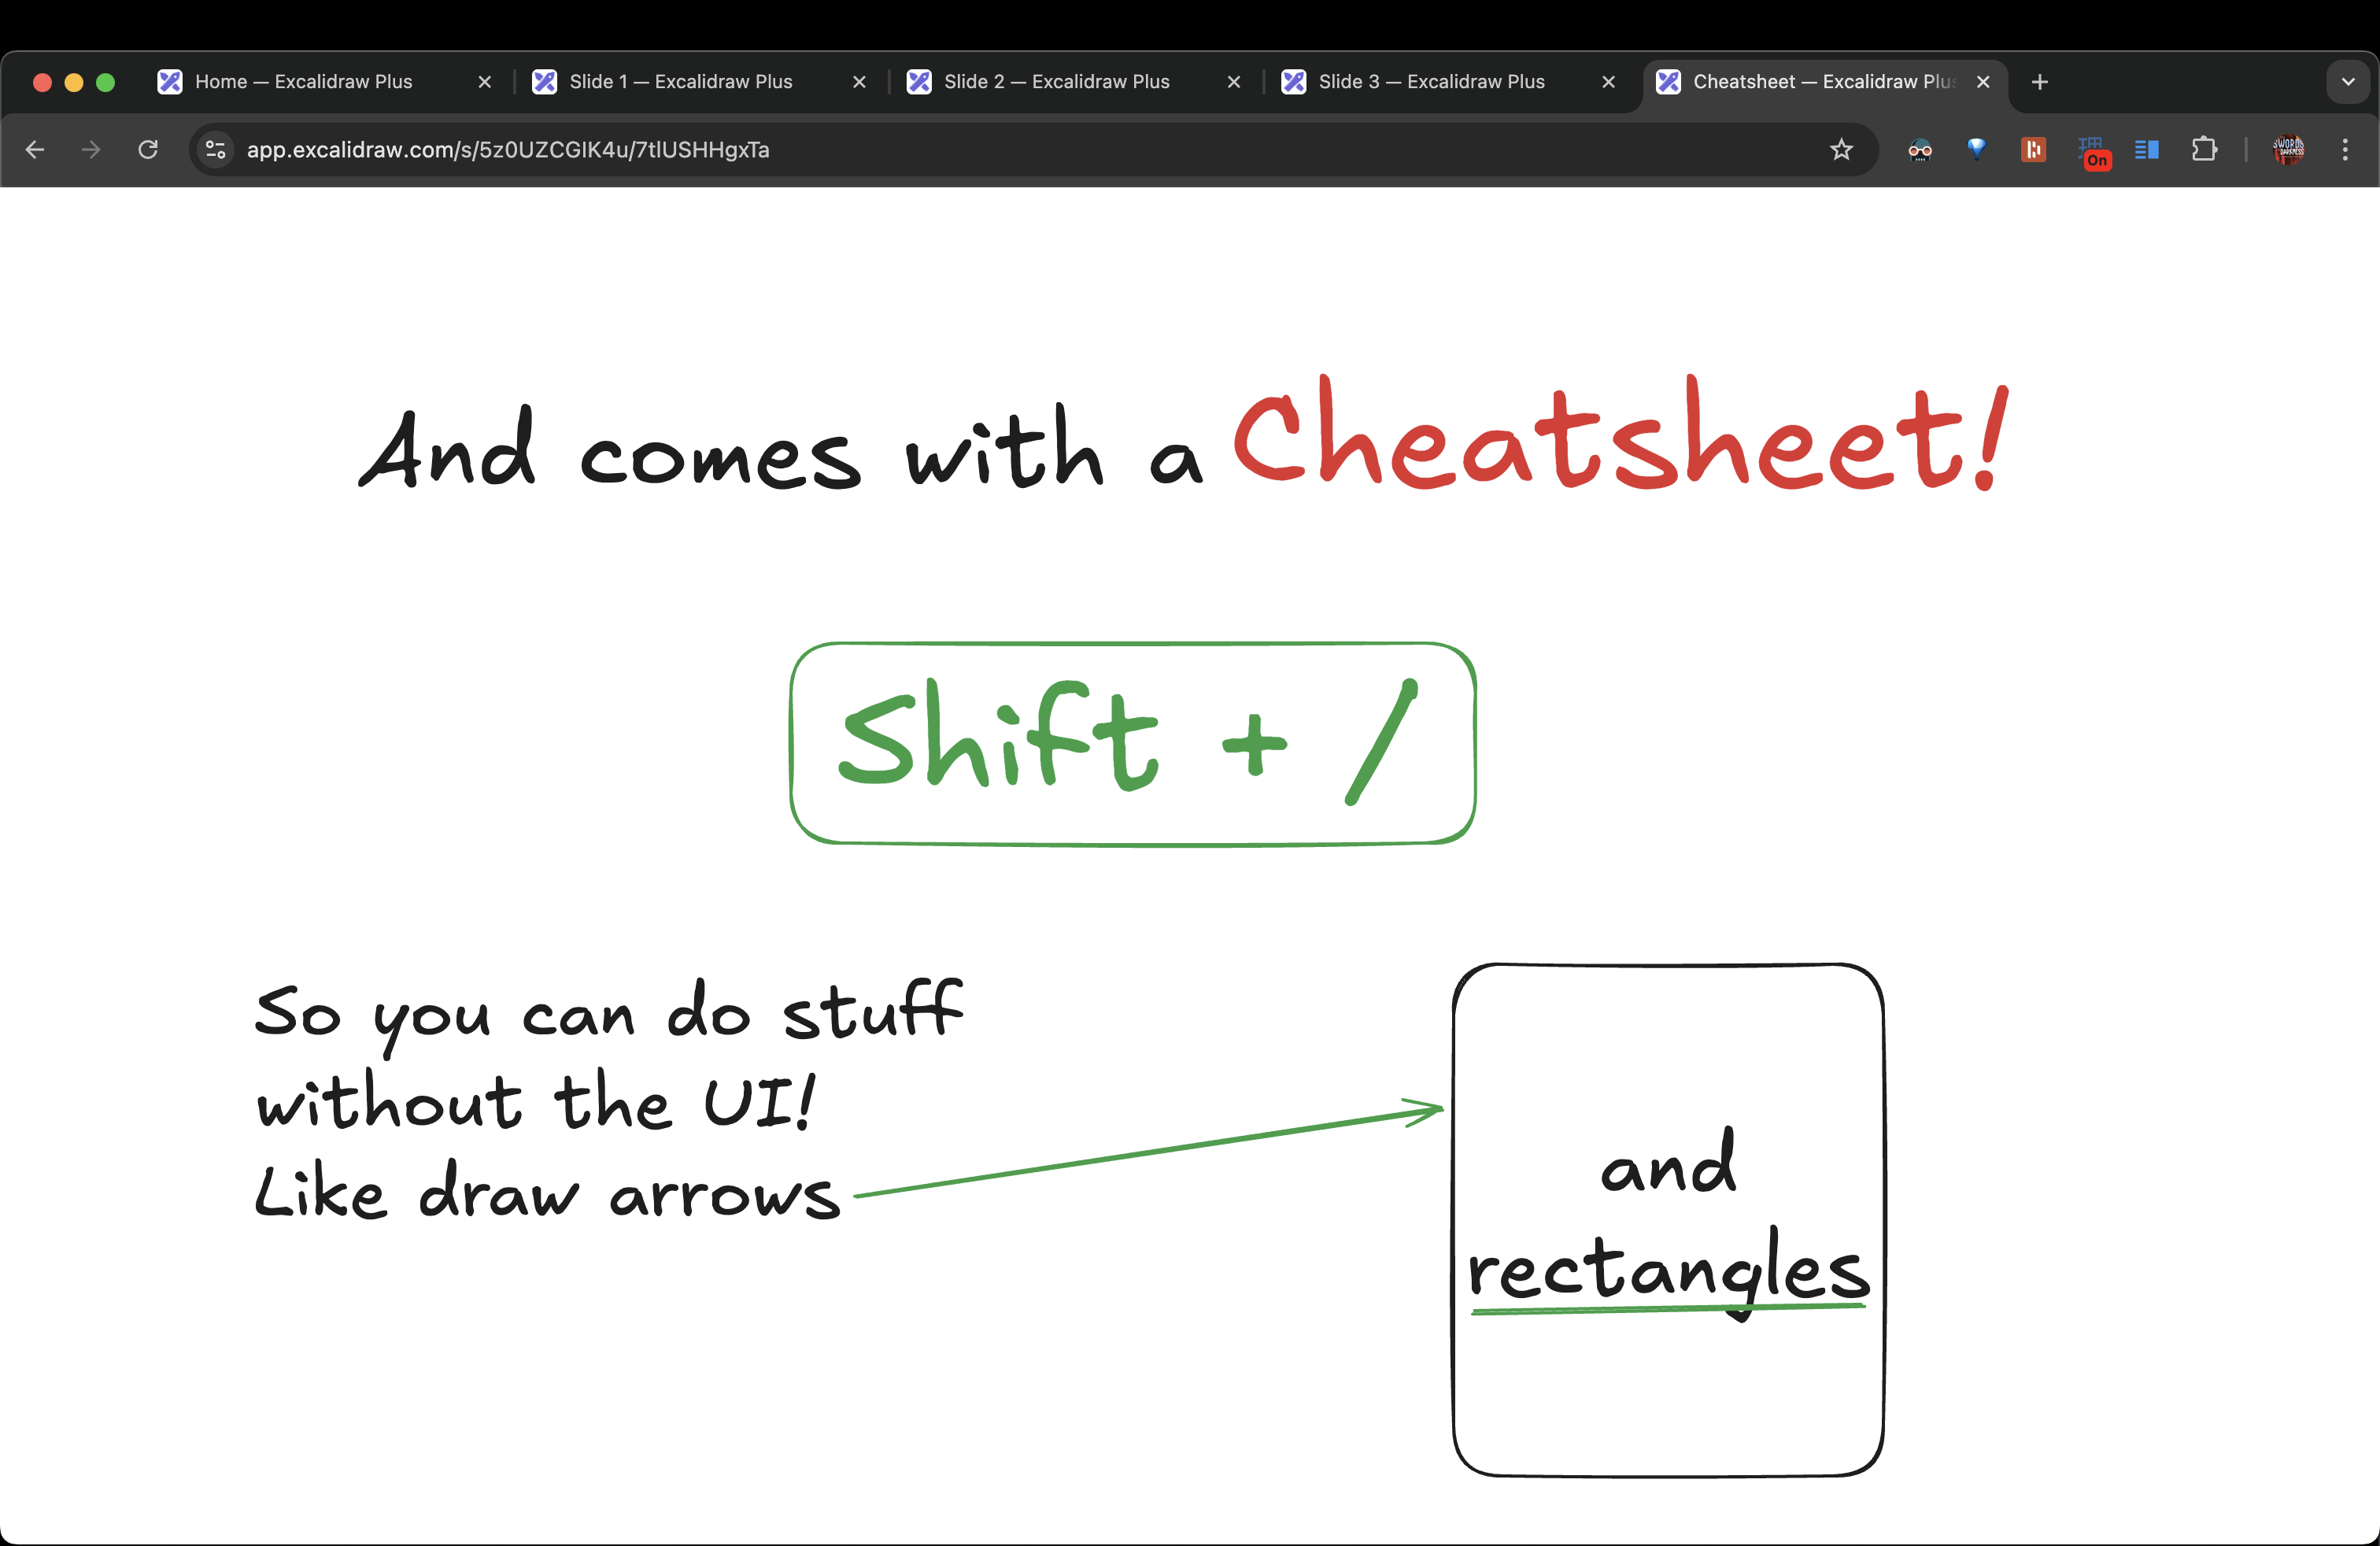 Home — Excalidraw Plus
Slide 1 — Excalidraw Plus
Slide 2 — Excalidraw Plus
Slide 3 — Excalidraw Plus
Cheatsheet — Excalidraw Plus
app.excalidraw.com/s/5z0UZCGIK4u/7tlUSHHgxTa
On
And comes with a Cheatsheet!
Shift + /
So you can do stuff
without the UI!
Like draw arrows
and
rectangles